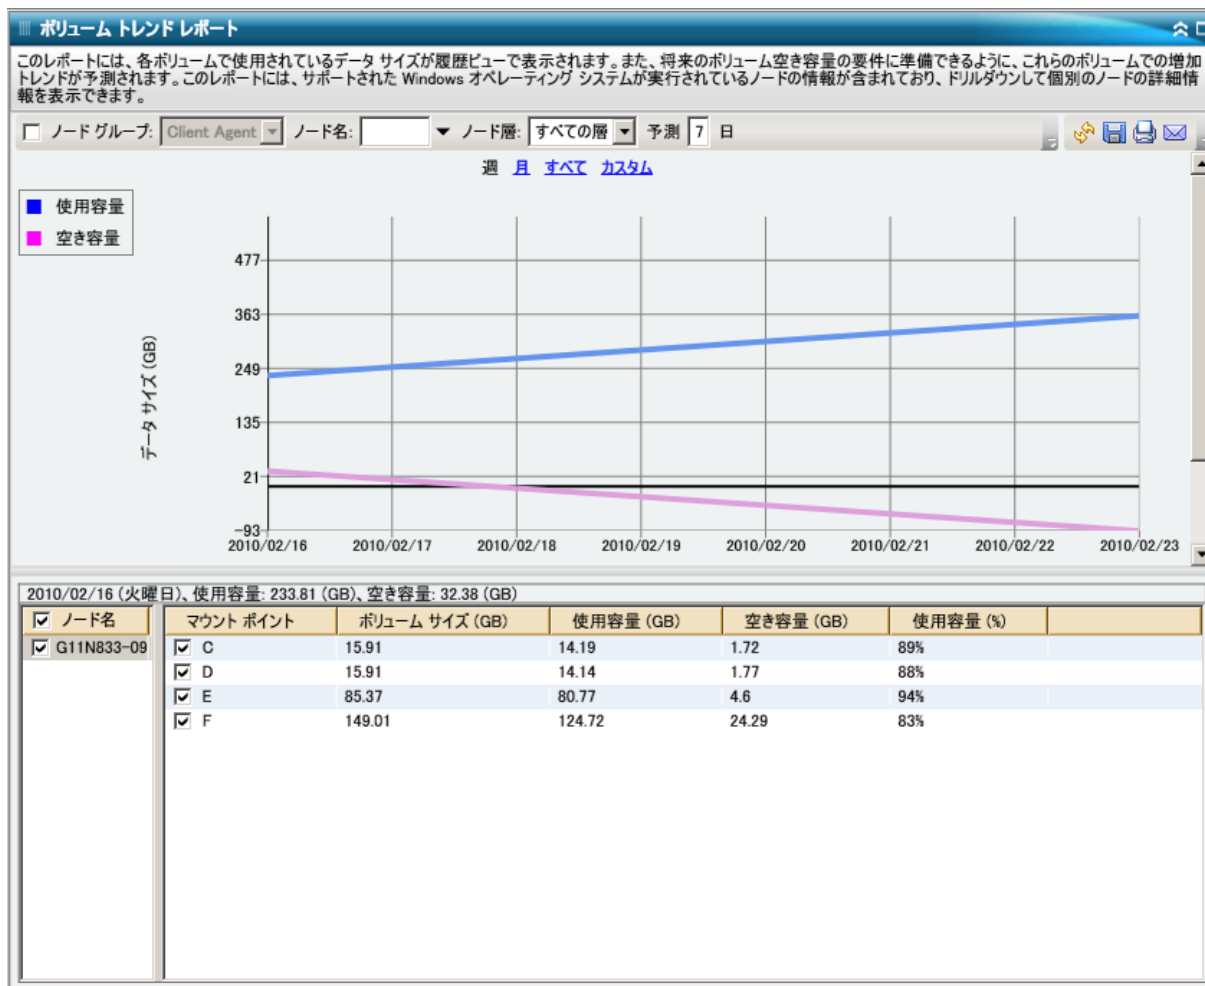 ボリューム トレンド レポート
このレポートには、各ボリュームで使用されているデータ サイズが履歴ビューで表示されます。また、将来のボリューム空き容量の要件に準備できるように、これらのボリュームでの増加
トレンドが予測されます。このレポートには、サポートされた Windows オペレーティング システムが実行されているノードの情報が含まれており、ドリルダウンして個別のノードの詳細情
報を表示できます。
ノード グループ: Client Agent ノード名: ノード層: すべての層 予測 7 日
週 月 すべて カスタム
使用容量
空き容量
データ サイズ (GB)
477
363
249
135
21
-93
2010/02/16 2010/02/17 2010/02/18 2010/02/19 2010/02/20 2010/02/21 2010/02/22 2010/02/23
2010/02/16 (火曜日)、使用容量: 233.81 (GB)、空き容量: 32.38 (GB)
ノード名 マウント ポイント ボリューム サイズ (GB) 使用容量 (GB) 空き容量 (GB) 使用容量 (%)
G11N833-09 C 15.91 14.19 1.72 89%
D 15.91 14.14 1.77 88%
E 85.37 80.77 4.6 94%
F 149.01 124.72 24.29 83%